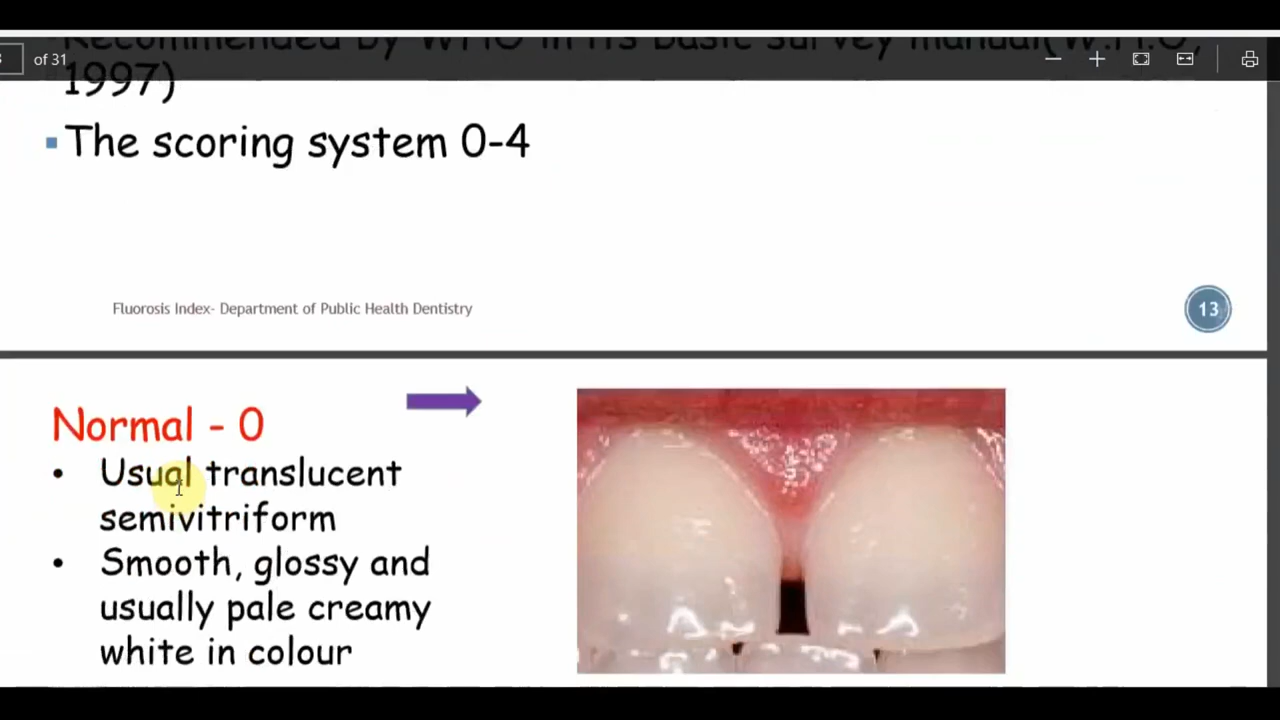 of 31
Recommended by WHO in its basic survey manual(W.H.O,
1997)
▪ The scoring system 0-4
Fluorosis Index- Department of Public Health Dentistry
13
Normal - 0
• Usual translucent
semivitriform
• Smooth, glossy and
usually pale creamy
white in colour